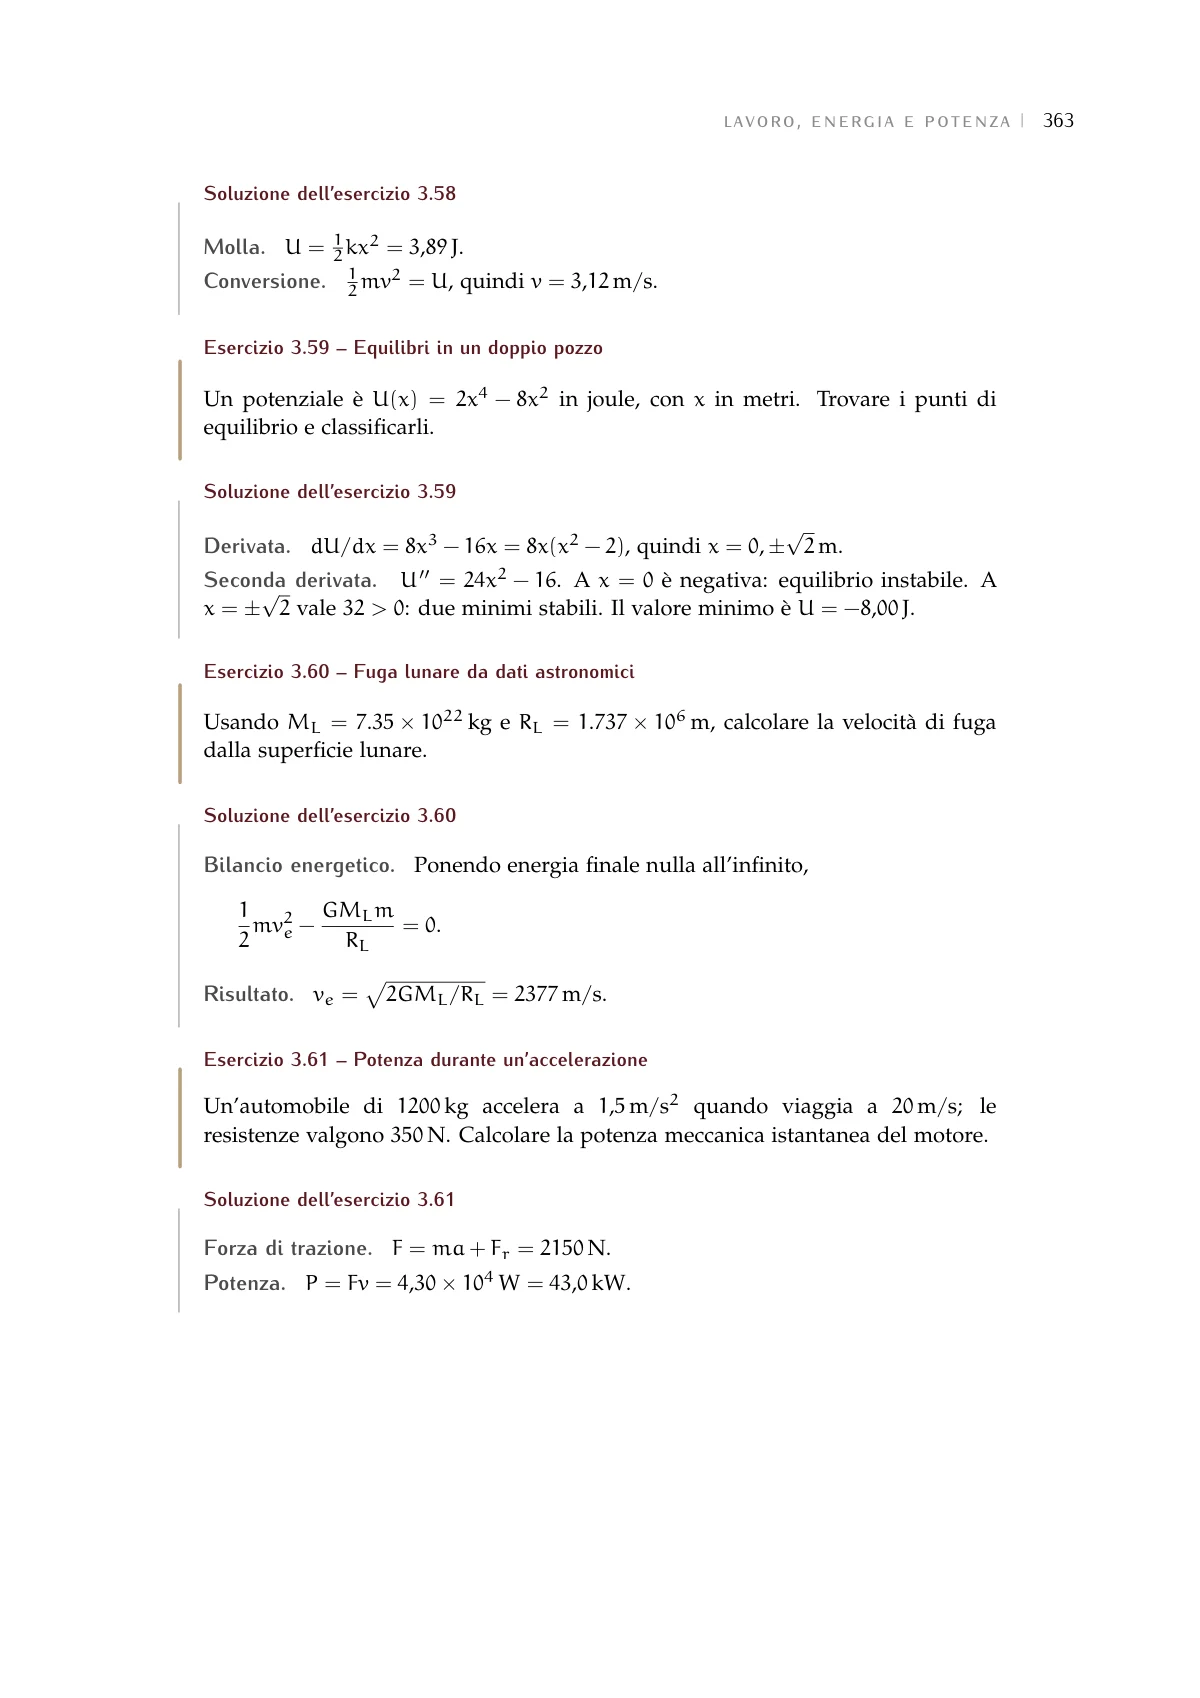 LAVORO, ENERGIA E POTENZA | 363
Soluzione dell'esercizio 3.58
Molla. U = ½kx² = 3,89 J.
Conversione. ½mv² = U, quindi v = 3,12 m/s.
Esercizio 3.59 – Equilibri in un doppio pozzo
Un potenziale è U(x) = 2x⁴ − 8x² in joule, con x in metri. Trovare i punti di
equilibrio e classificarli.
Soluzione dell'esercizio 3.59
Derivata. dU/dx = 8x³ − 16x = 8x(x² − 2), quindi x = 0, ±√2 m.
Seconda derivata. U″ = 24x² − 16. A x = 0 è negativa: equilibrio instabile. A
x = ±√2 vale 32 > 0: due minimi stabili. Il valore minimo è U = −8,00 J.
Esercizio 3.60 – Fuga lunare da dati astronomici
Usando M_L = 7.35 × 10²² kg e R_L = 1.737 × 10⁶ m, calcolare la velocità di fuga
dalla superficie lunare.
Soluzione dell'esercizio 3.60
Bilancio energetico. Ponendo energia finale nulla all'infinito,
1/2 mv_e² − GM_Lm/R_L = 0.
Risultato. v_e = √(2GM_L/R_L) = 2377 m/s.
Esercizio 3.61 – Potenza durante un'accelerazione
Un'automobile di 1200 kg accelera a 1,5 m/s² quando viaggia a 20 m/s; le
resistenze valgono 350 N. Calcolare la potenza meccanica istantanea del motore.
Soluzione dell'esercizio 3.61
Forza di trazione. F = ma + F_r = 2150 N.
Potenza. P = Fv = 4,30 × 10⁴ W = 43,0 kW.